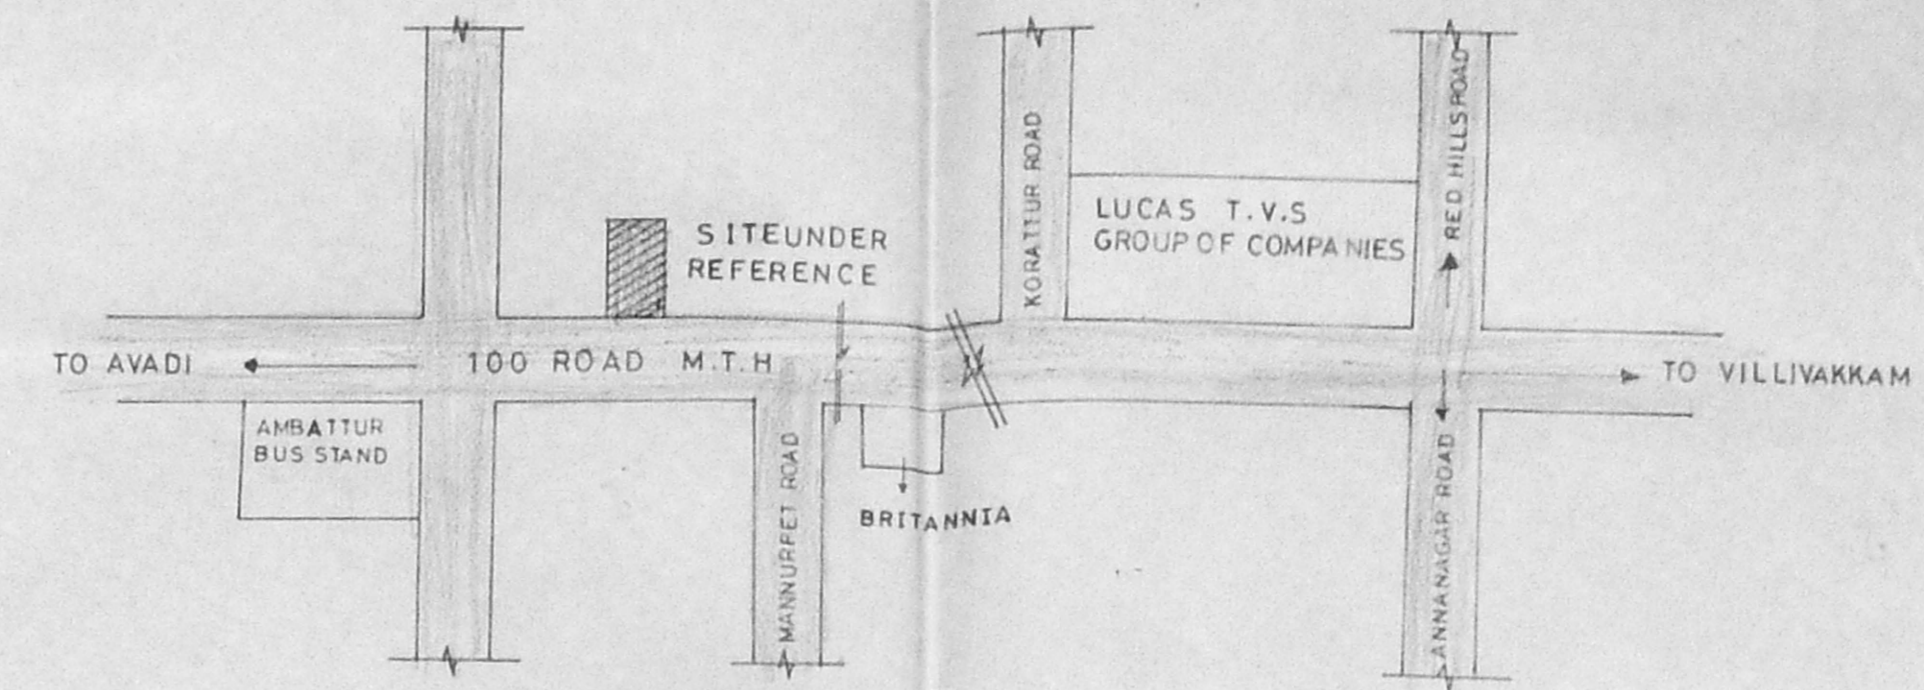 KORATTUR ROAD
RED HILLS ROAD
LUCAS T.V.S
GROUP OF COMPANIES
SITEUNDER
REFERENCE
TO AVADI
100 ROAD M.T.H
TO VILLIVAKKAM
AMBATTUR
BUS STAND
MANNURPET ROAD
BRITANNIA
ANNANAGAR ROAD